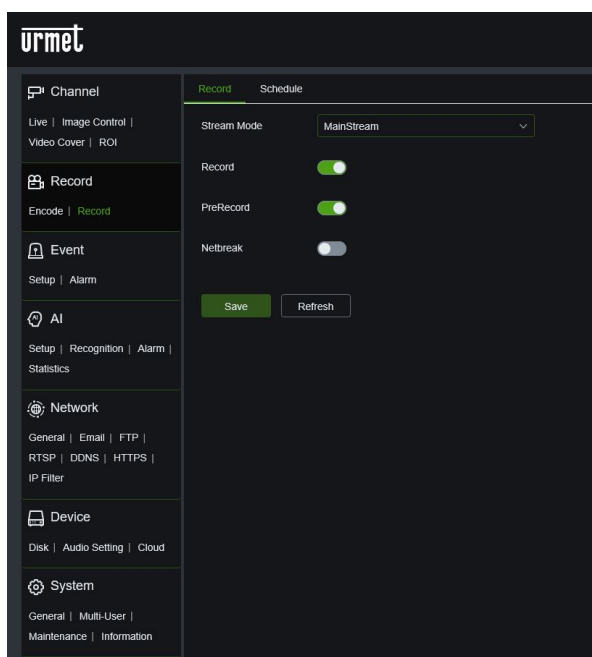 urmet
Channel
Live | Image Control |
Video Cover | ROI
Record
Encode | Record
Event
Setup | Alarm
AI
Setup | Recognition | Alarm |
Statistics
Network
General | Email | FTP |
RTSP | DDNS | HTTPS |
IP Filter
Device
Disk | Audio Setting | Cloud
System
General | Multi-User |
Maintenance | Information
Record Schedule
Stream Mode MainStream
Record
PreRecord
Netbreak
Save Refresh